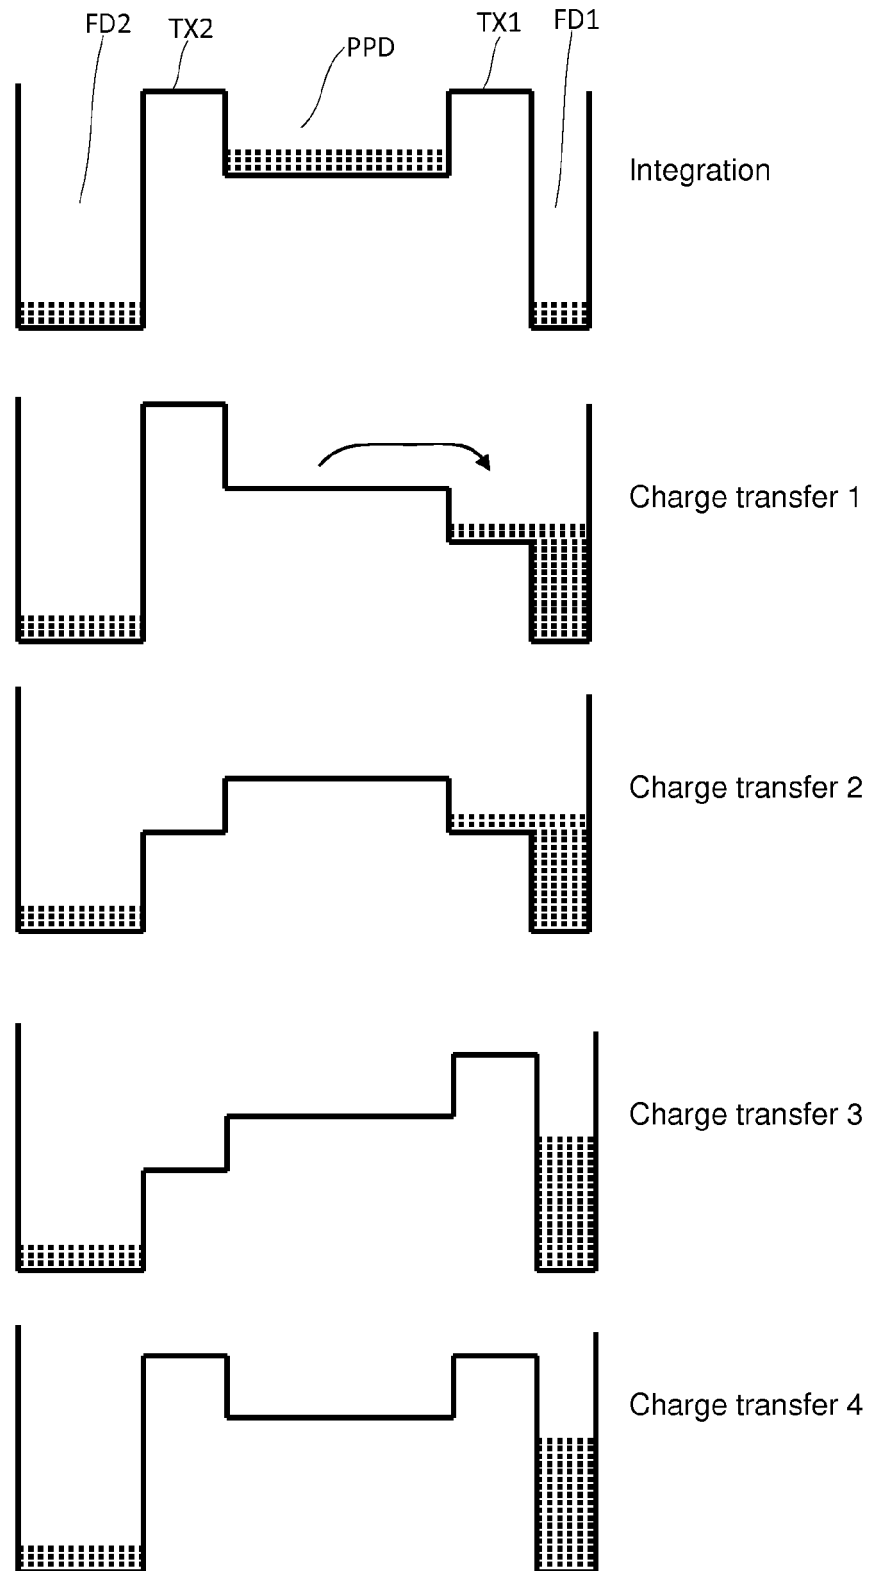 FD2
TX2
PPD
TX1
FD1
Integration
Charge transfer 1
Charge transfer 2
Charge transfer 3
Charge transfer 4